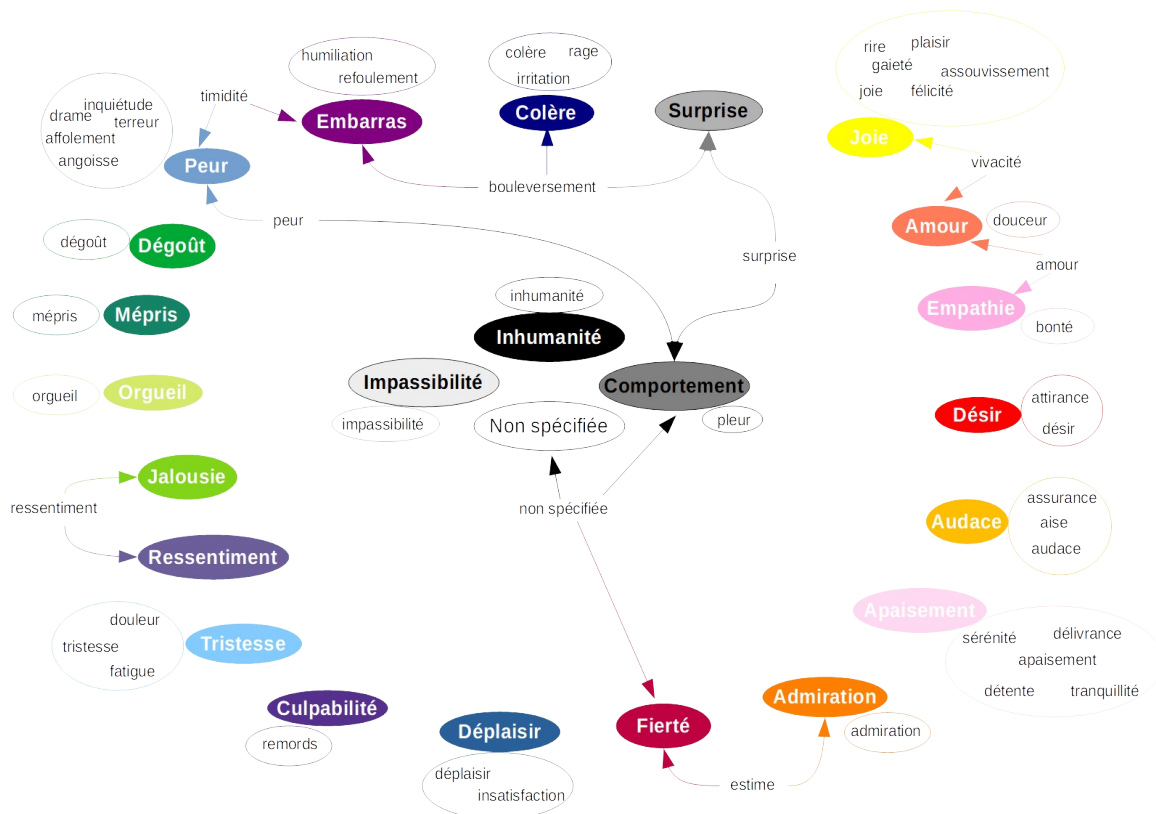 humiliation
refoulement
colère
rage
irritation
rire
plaisir
gaieté
assouvissement
joie
félicité
inquiétude
drame
terreur
affolement
angoisse
timidité
Embarras
Colère
Surprise
Joie
Peur
vivacité
bouleversement
peur
Amour
douceur
dégoût
Dégoût
surprise
amour
inhumanité
Empathie
bonté
mépris
Mépris
Inhumanité
Impassibilité
Comportement
orgueil
Orgueil
impassibilité
Non spécifiée
pleur
Désir
attirance
désir
Jalousie
ressentiment
non spécifiée
Audace
assurance
aise
audace
Ressentiment
Apaisement
sérénité
délivrance
apaisement
détente
tranquillité
douleur
tristesse
fatigue
Tristesse
Culpabilité
remords
Déplaisir
déplaisir
insatisfaction
Fierté
Admiration
admiration
estime